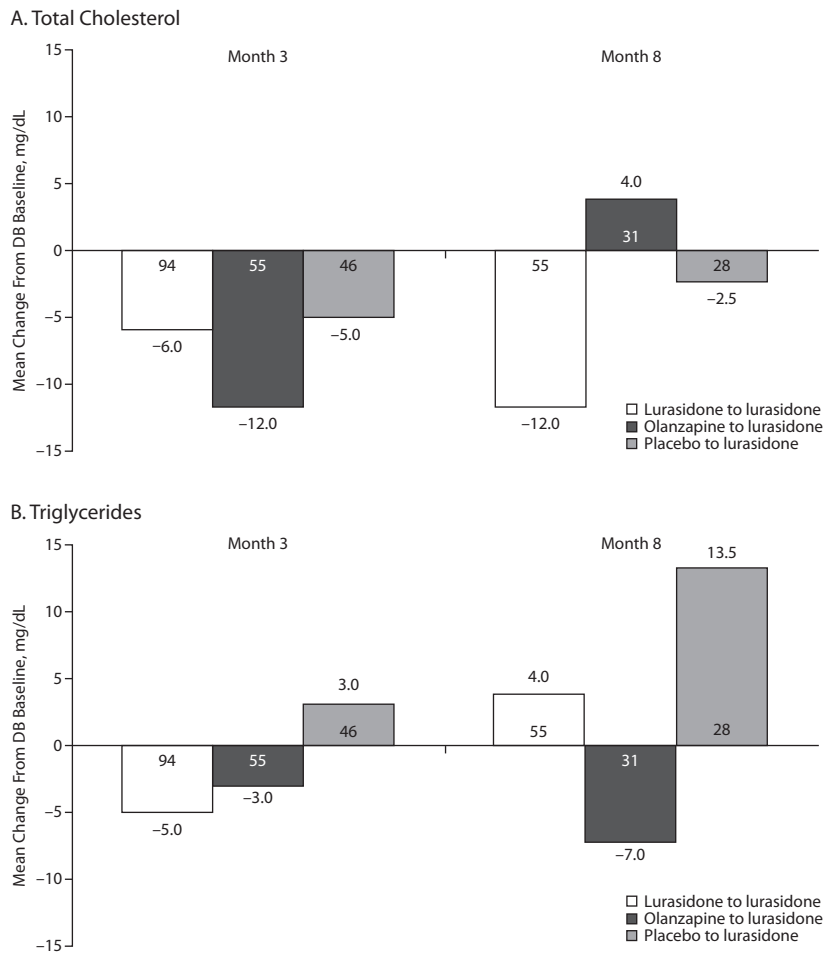 A. Total Cholesterol
Mean Change From DB Baseline, mg/dL
15
10
5
0
–5
–10
–15
Month 3
Month 8
94
55
46
–6.0
–12.0
–5.0
4.0
55
31
28
–12.0
–2.5
Lurasidone to lurasidone
Olanzapine to lurasidone
Placebo to lurasidone
B. Triglycerides
Mean Change From DB Baseline, mg/dL
15
10
5
0
–5
–10
–15
Month 3
Month 8
3.0
94
55
46
–5.0
–3.0
4.0
13.5
55
31
28
–7.0
Lurasidone to lurasidone
Olanzapine to lurasidone
Placebo to lurasidone